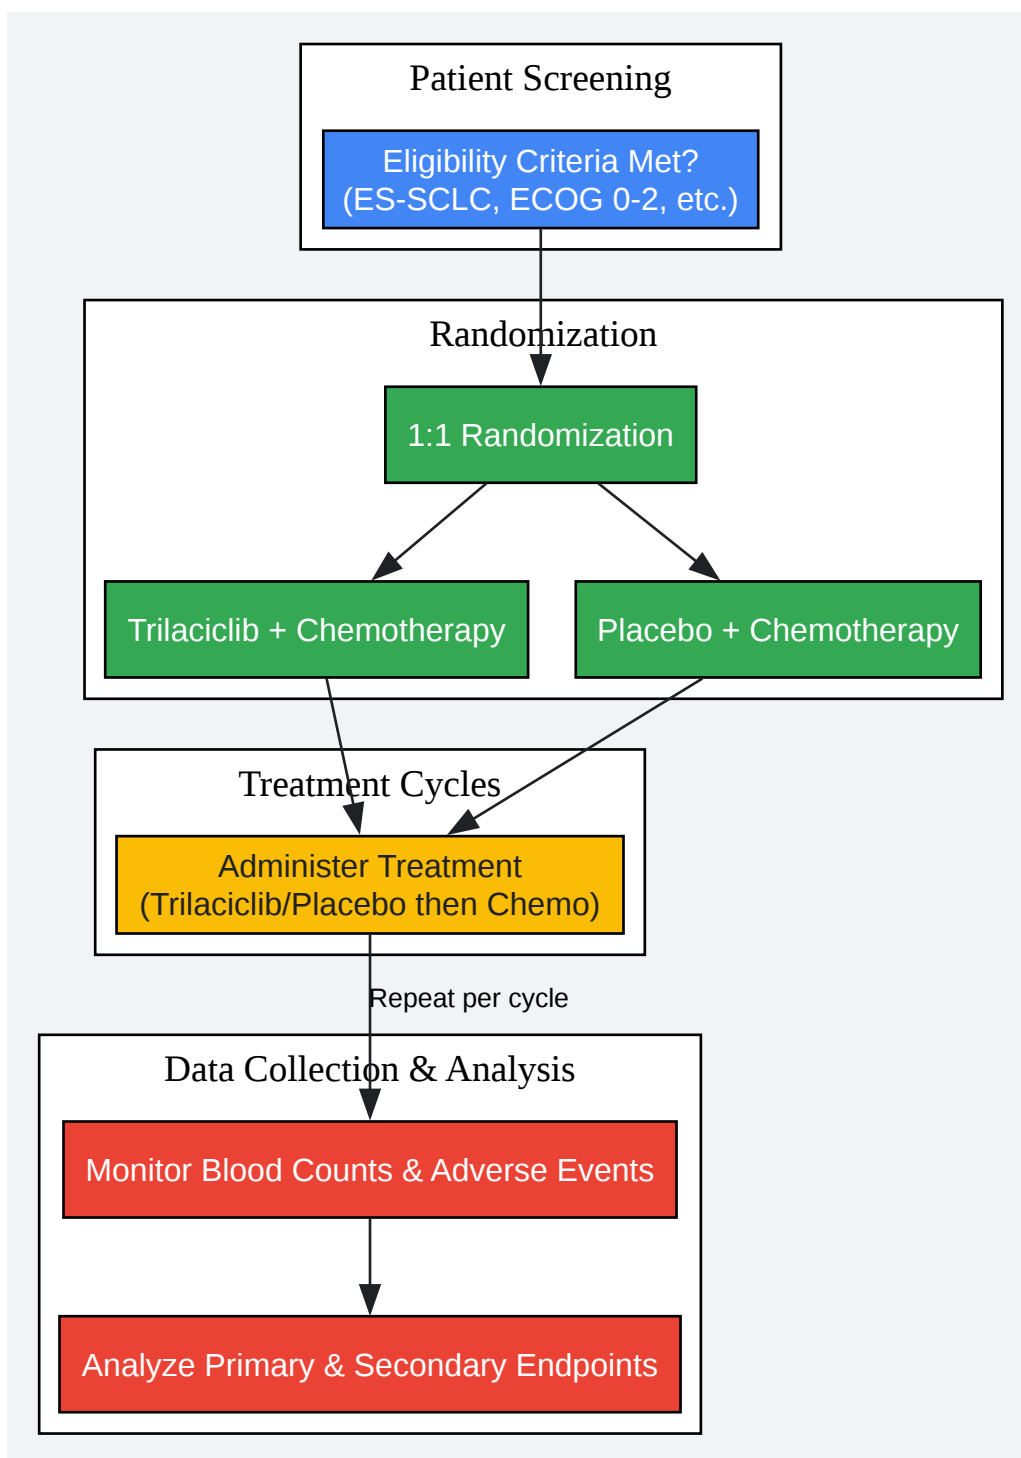 Patient Screening
Eligibility Criteria Met?
(ES-SCLC, ECOG 0-2, etc.)
Randomization
1:1 Randomization
Trilaciclib + Chemotherapy
Placebo + Chemotherapy
Treatment Cycles
Administer Treatment
(Trilaciclib/Placebo then Chemo)
Repeat per cycle
Data Collection & Analysis
Monitor Blood Counts & Adverse Events
Analyze Primary & Secondary Endpoints